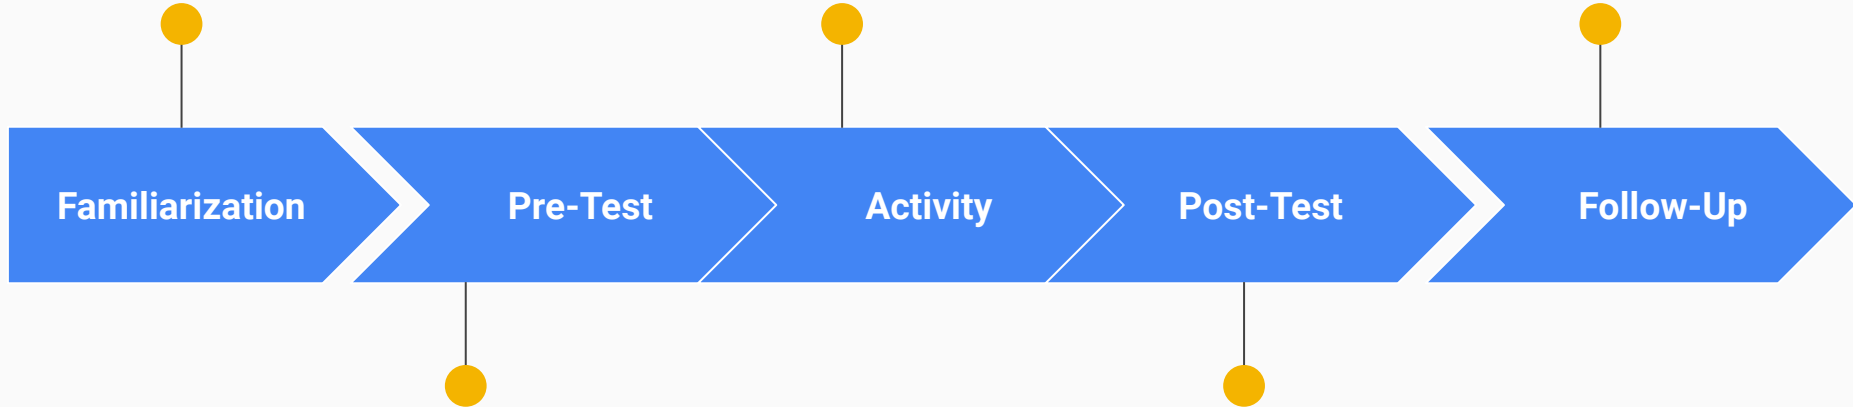 Familiarization
Pre-Test
Activity
Post-Test
Follow-Up